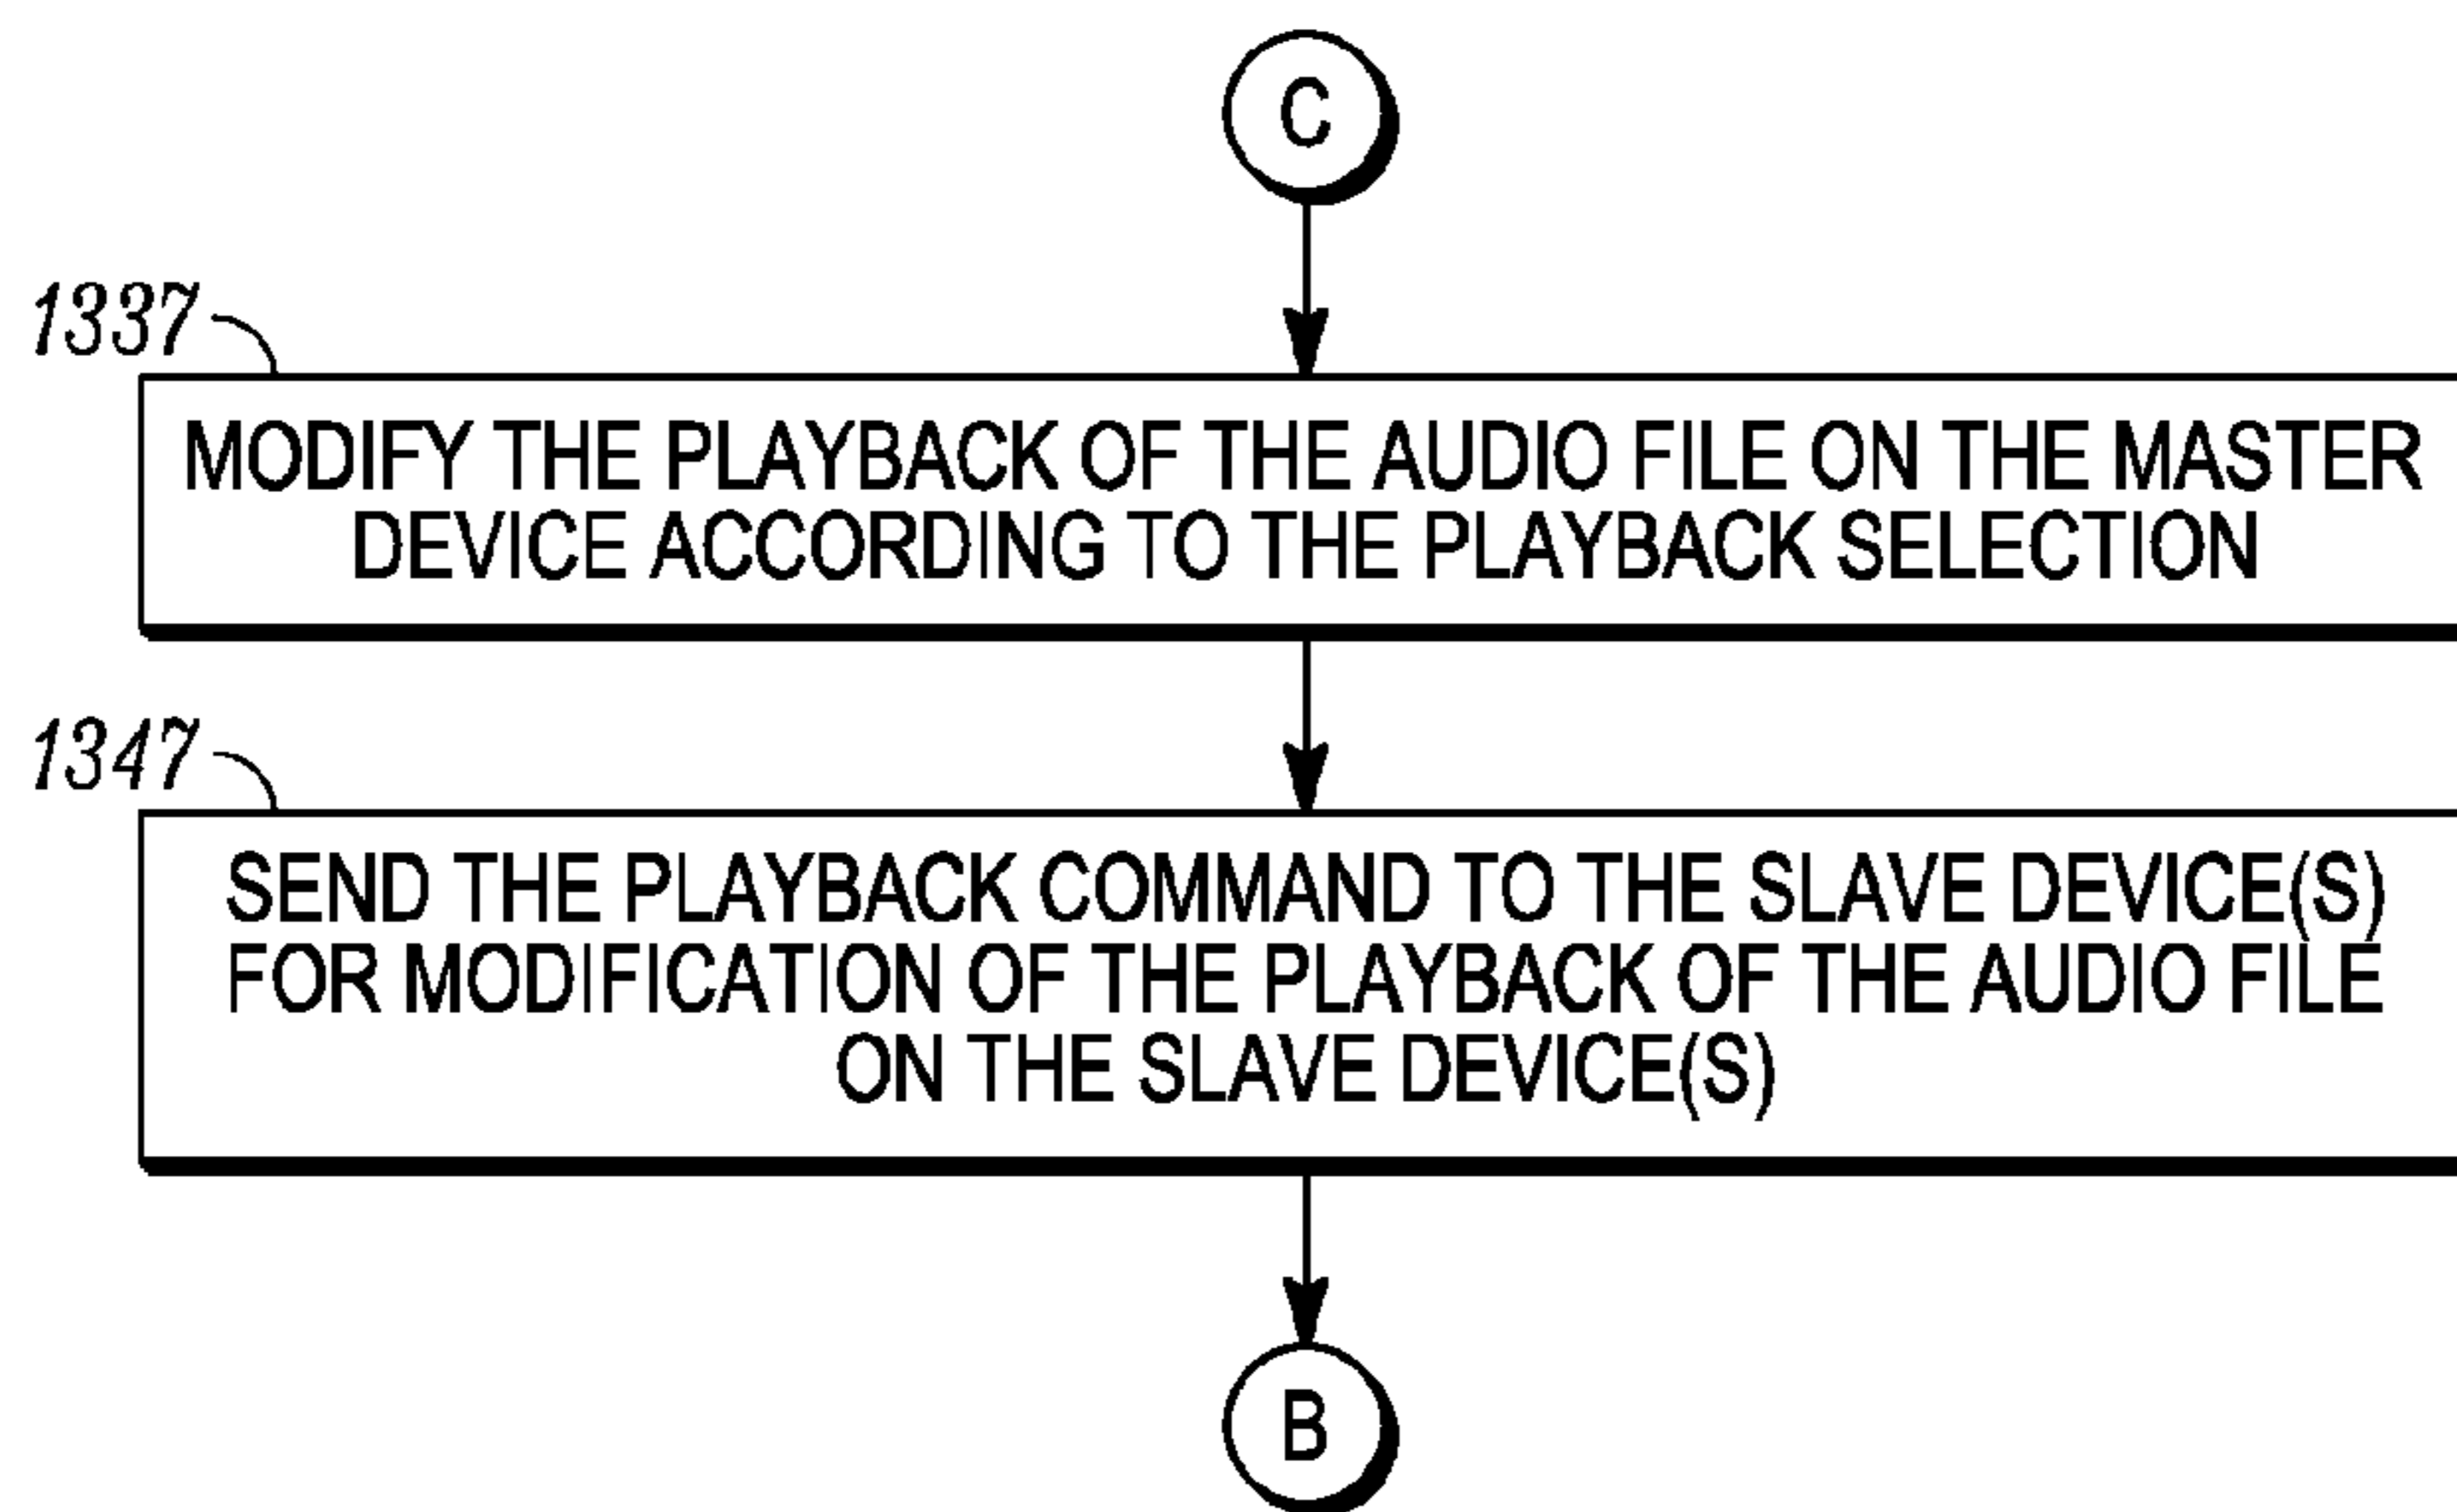 C
1337
MODIFY THE PLAYBACK OF THE AUDIO FILE ON THE MASTER
DEVICE ACCORDING TO THE PLAYBACK SELECTION
1347
SEND THE PLAYBACK COMMAND TO THE SLAVE DEVICE(S)
FOR MODIFICATION OF THE PLAYBACK OF THE AUDIO FILE
ON THE SLAVE DEVICE(S)
B